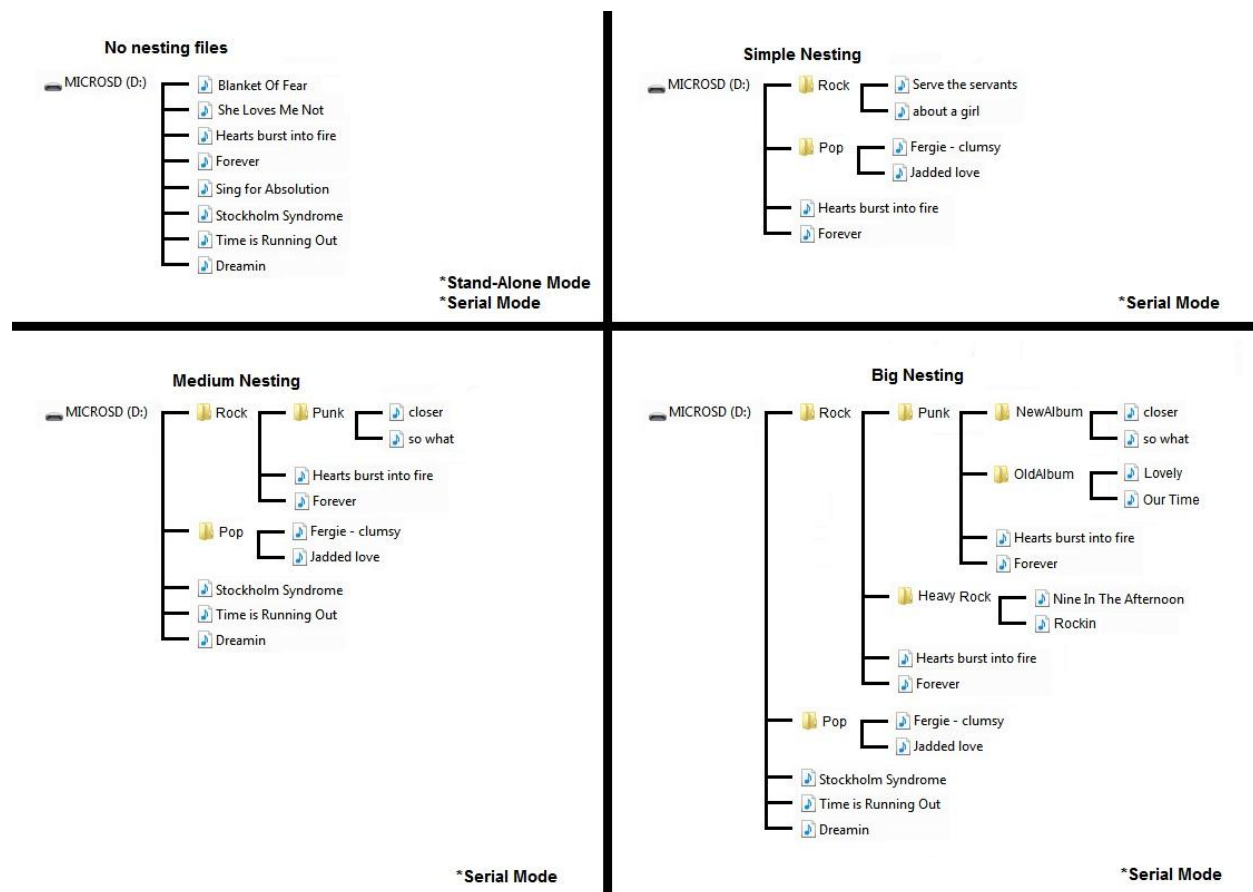 No nesting files
MICROSD (D:)
Blanket Of Fear
She Loves Me Not
Hearts burst into fire
Forever
Sing for Absolution
Stockholm Syndrome
Time is Running Out
Dreamin
*Stand-Alone Mode
*Serial Mode
Simple Nesting
MICROSD (D:)
Rock
Serve the servants
about a girl
Pop
Fergie - clumsy
Jadded love
Hearts burst into fire
Forever
*Serial Mode
Medium Nesting
MICROSD (D:)
Rock
Punk
closer
so what
Hearts burst into fire
Forever
Pop
Fergie - clumsy
Jadded love
Stockholm Syndrome
Time is Running Out
Dreamin
*Serial Mode
Big Nesting
MICROSD (D:)
Rock
Punk
NewAlbum
closer
so what
OldAlbum
Lovely
Our Time
Hearts burst into fire
Forever
Heavy Rock
Nine In The Afternoon
Rockin
Hearts burst into fire
Forever
Pop
Fergie - clumsy
Jadded love
Stockholm Syndrome
Time is Running Out
Dreamin
*Serial Mode